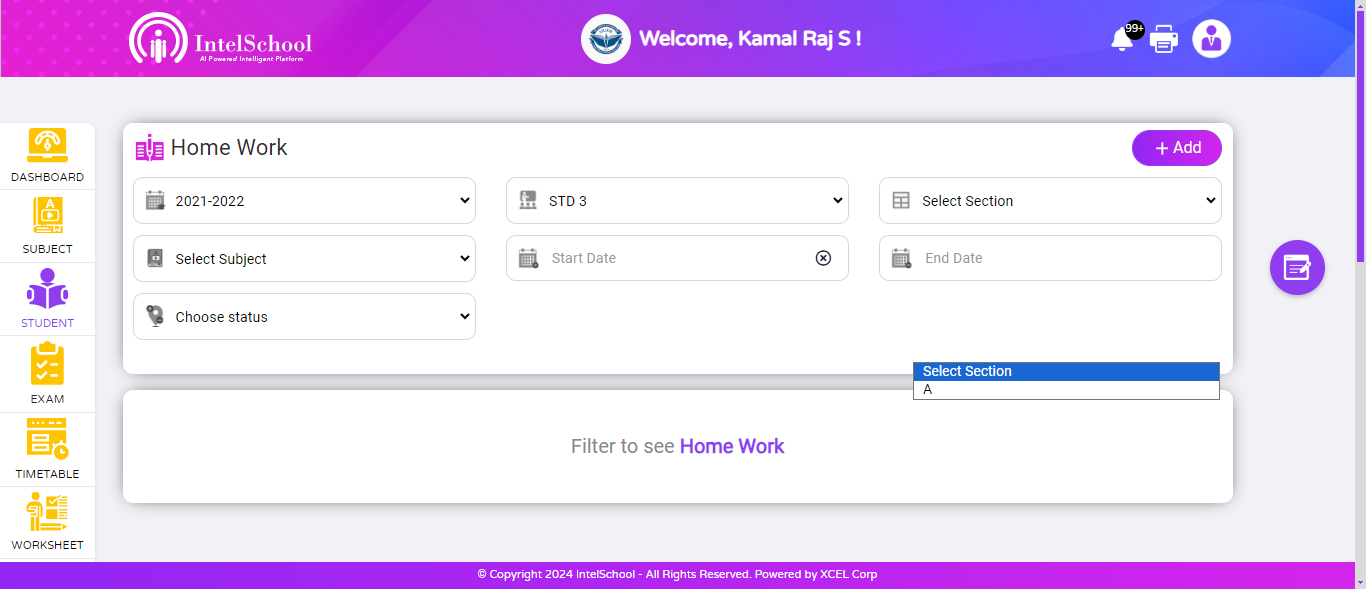 IntelSchool
AI Powered Intelligent Platform
Welcome, Kamal Raj S !
99+
DASHBOARD
SUBJECT
STUDENT
EXAM
TIMETABLE
WORKSHEET
Home Work
+ Add
2021-2022
STD 3
Select Section
Select Subject
Start Date
End Date
Choose status
Select Section
A
Filter to see Home Work
© Copyright 2024 IntelSchool - All Rights Reserved. Powered by XCEL Corp